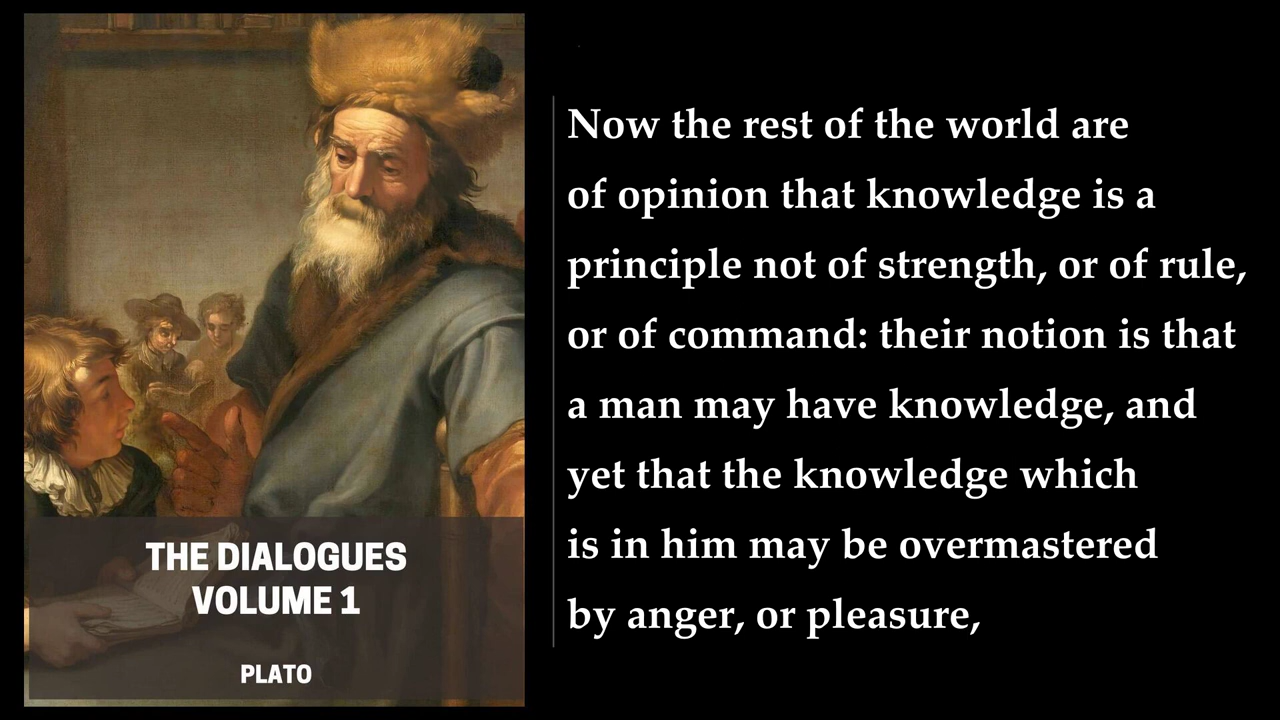 THE DIALOGUES
VOLUME 1
PLATO
Now the rest of the world are
of opinion that knowledge is a
principle not of strength, or of rule,
or of command: their notion is that
a man may have knowledge, and
yet that the knowledge which
is in him may be overmastered
by anger, or pleasure,